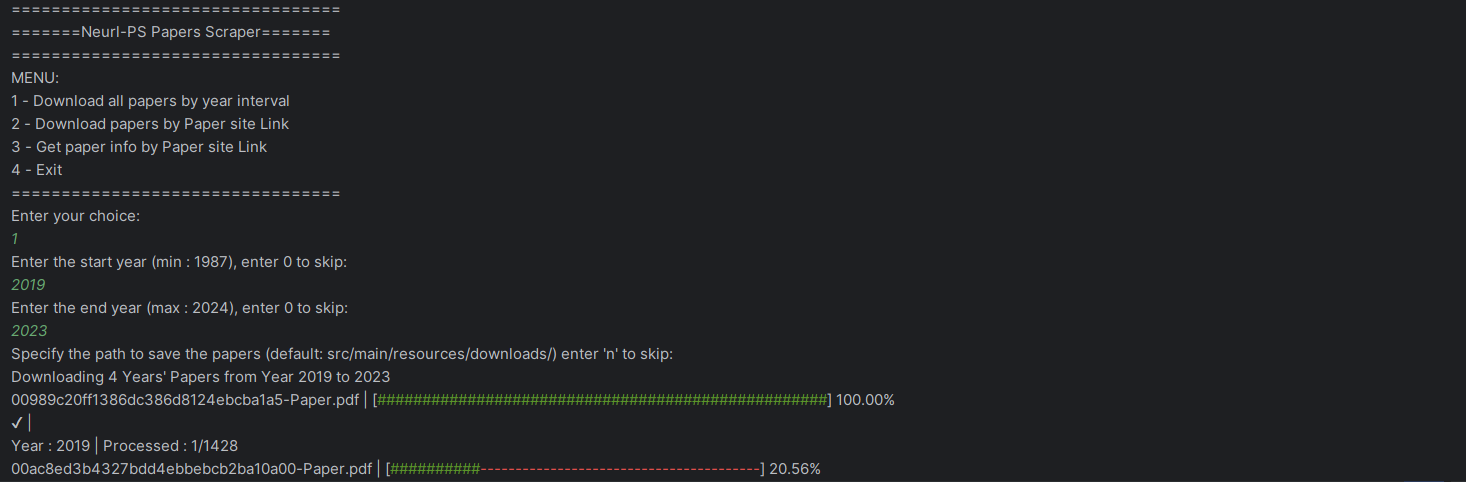 =================================
=======NeurI-PS Papers Scraper=======
=================================
MENU:
1 - Download all papers by year interval
2 - Download papers by Paper site Link
3 - Get paper info by Paper site Link
4 - Exit
=================================
Enter your choice:
1
Enter the start year (min : 1987), enter 0 to skip:
2019
Enter the end year (max : 2024), enter 0 to skip:
2023
Specify the path to save the papers (default: src/main/resources/downloads/) enter 'n' to skip:
Downloading 4 Years' Papers from Year 2019 to 2023
00989c20ff1386dc386d8124ebcba1a5-Paper.pdf | [##################################################] 100.00%
✓ |
Year : 2019 | Processed : 1/1428
00ac8ed3b4327bdd4ebbebcb2ba10a00-Paper.pdf | [##########----------------------------------------] 20.56%